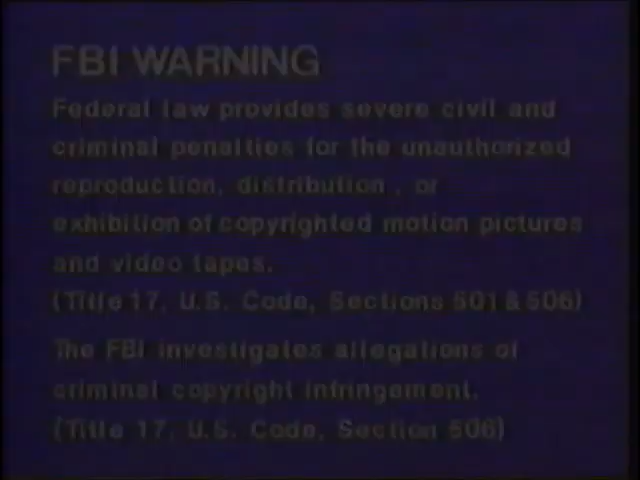 FBI WARNING
Federal law provides severe civil and
criminal penalties for the unauthorized
reproduction, distribution, or
exhibition of copyrighted motion pictures
and video tapes.
(Title 17, U.S. Code, Sections 501 & 506)
The FBI investigates allegations of
criminal copyright infringement.
(Title 17, U.S. Code, Section 506)